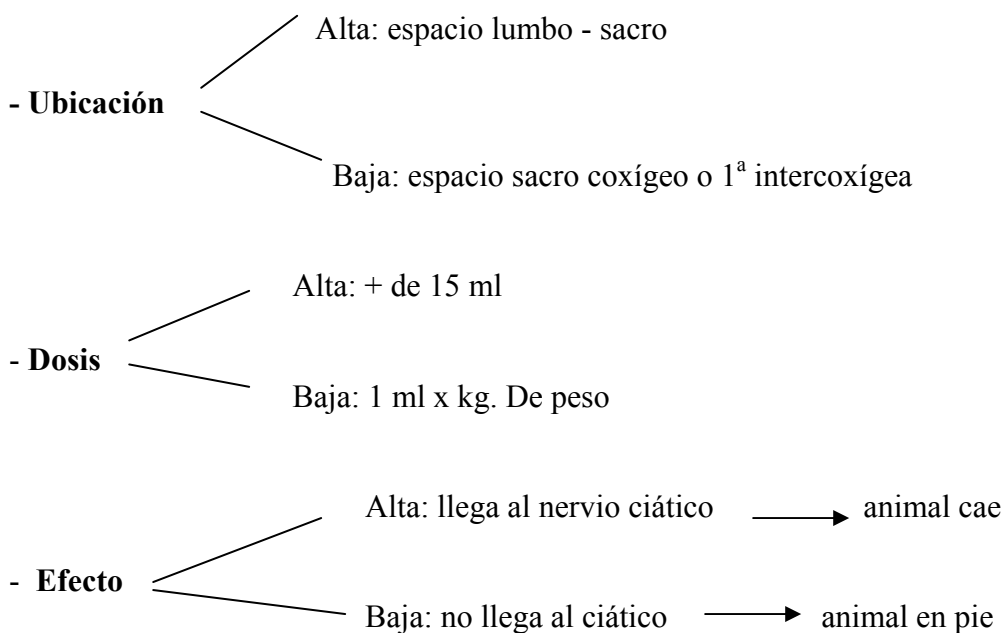 Alta: espacio lumbo - sacro
- Ubicación
Baja: espacio sacro coxígeo o 1ª intercoxígea
Alta: + de 15 ml
- Dosis
Baja: 1 ml x kg. De peso
Alta: llega al nervio ciático animal cae
- Efecto
Baja: no llega al ciático animal en pie